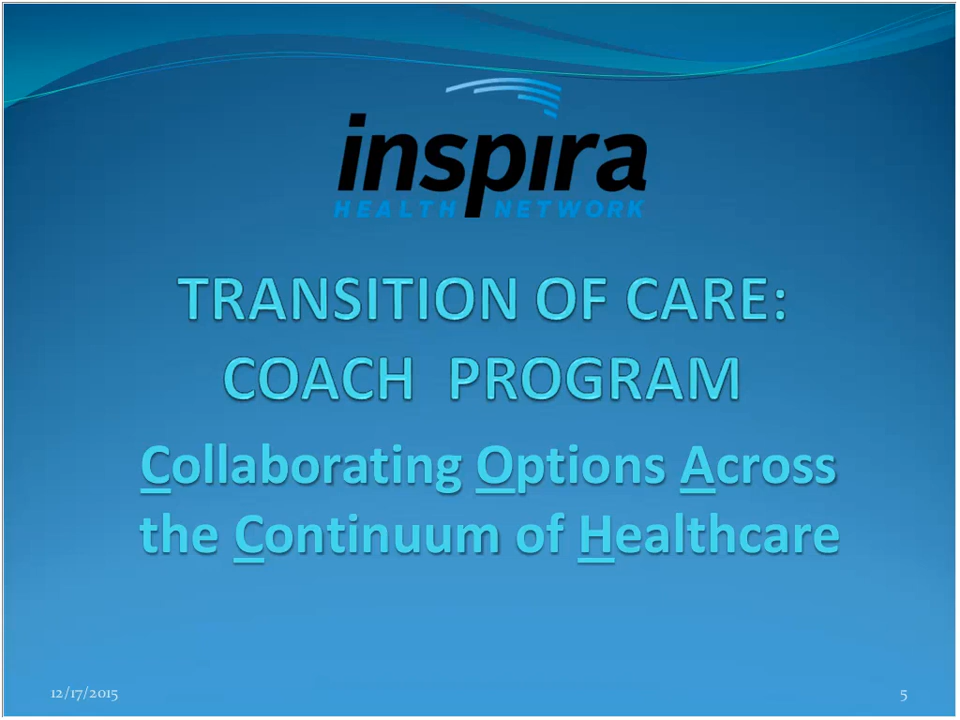 inspira
HEALTH NETWORK
TRANSITION OF CARE:
COACH PROGRAM
Collaborating Options Across
the Continuum of Healthcare
12/17/2015
5